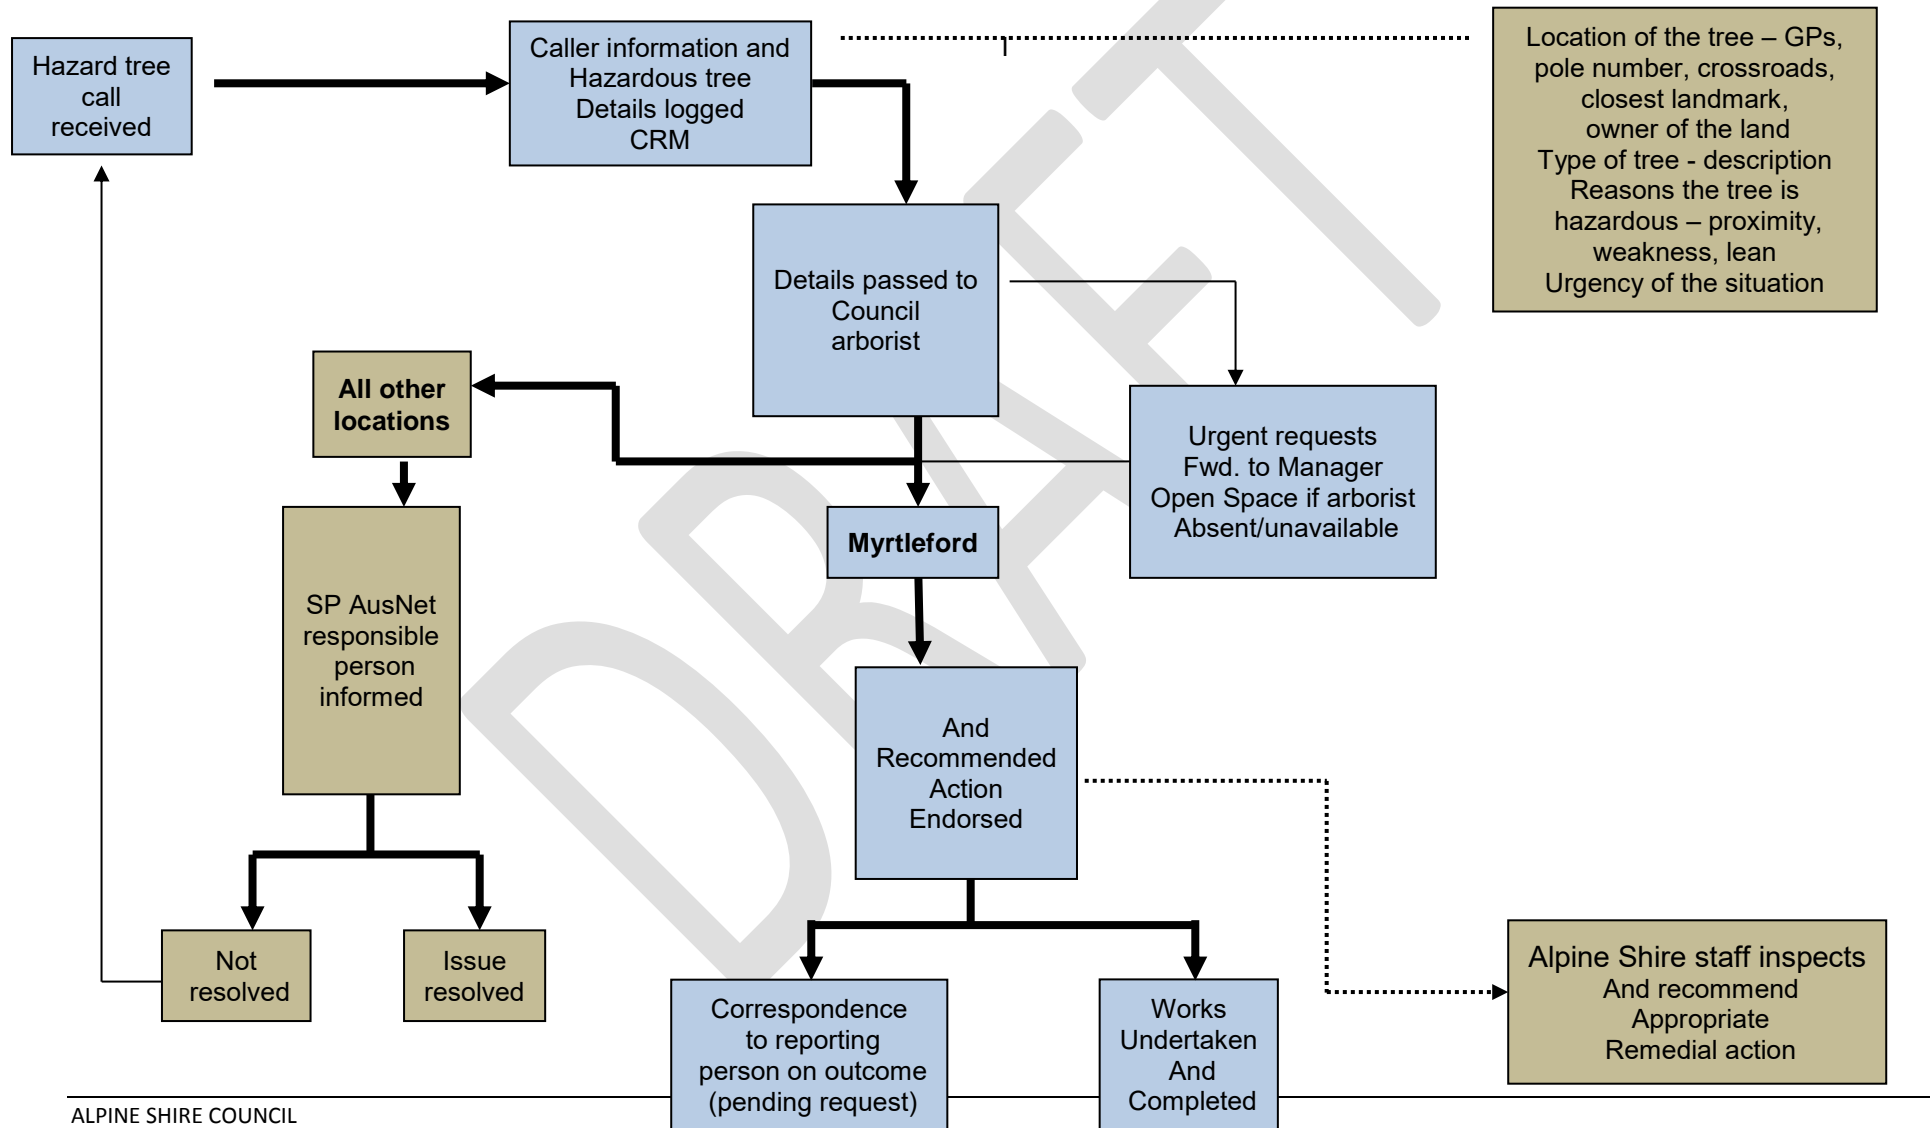 Hazard tree
call
received
Caller information and
Hazardous tree
Details logged
CRM
Location of the tree – GPs,
pole number, crossroads,
closest landmark,
owner of the land
Type of tree - description
Reasons the tree is
hazardous – proximity,
weakness, lean
Urgency of the situation
Details passed to
Council
arborist
All other
locations
Urgent requests
Fwd. to Manager
Open Space if arborist
Absent/unavailable
Myrtleford
SP AusNet
responsible
person
informed
And
Recommended
Action
Endorsed
Not
resolved
Issue
resolved
Correspondence
to reporting
person on outcome
(pending request)
Works
Undertaken
And
Completed
Alpine Shire staff inspects
And recommend
Appropriate
Remedial action
ALPINE SHIRE COUNCIL
DRAFT